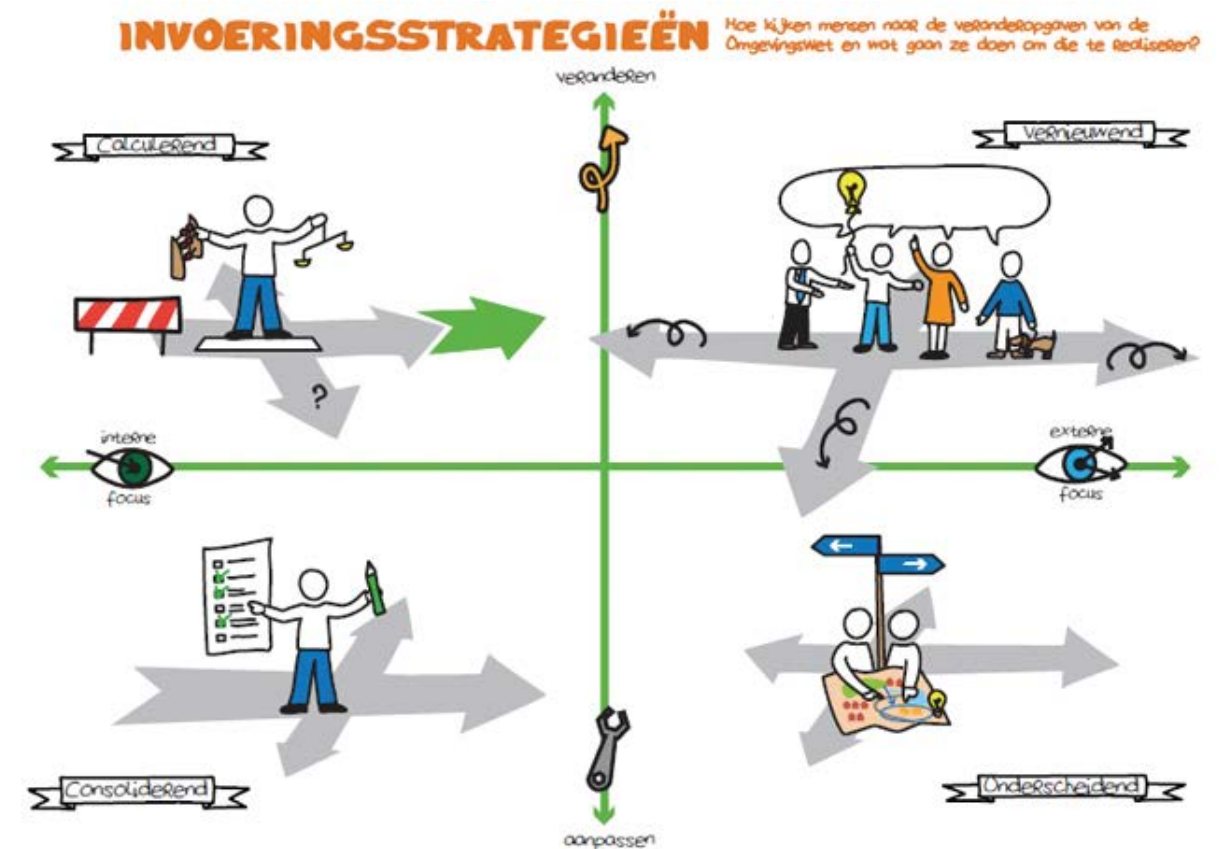 INVOERINGSSTRATEGIEËN
Hoe kijken mensen naar de veranderopgaven van de
Omgevingswet en wat gaan ze doen om die te realiseren?
veranderen
Calculerend
Vernieuwend
?
interne
focus
externe
focus
Consoliderend
Onderscheidend
aanpassen